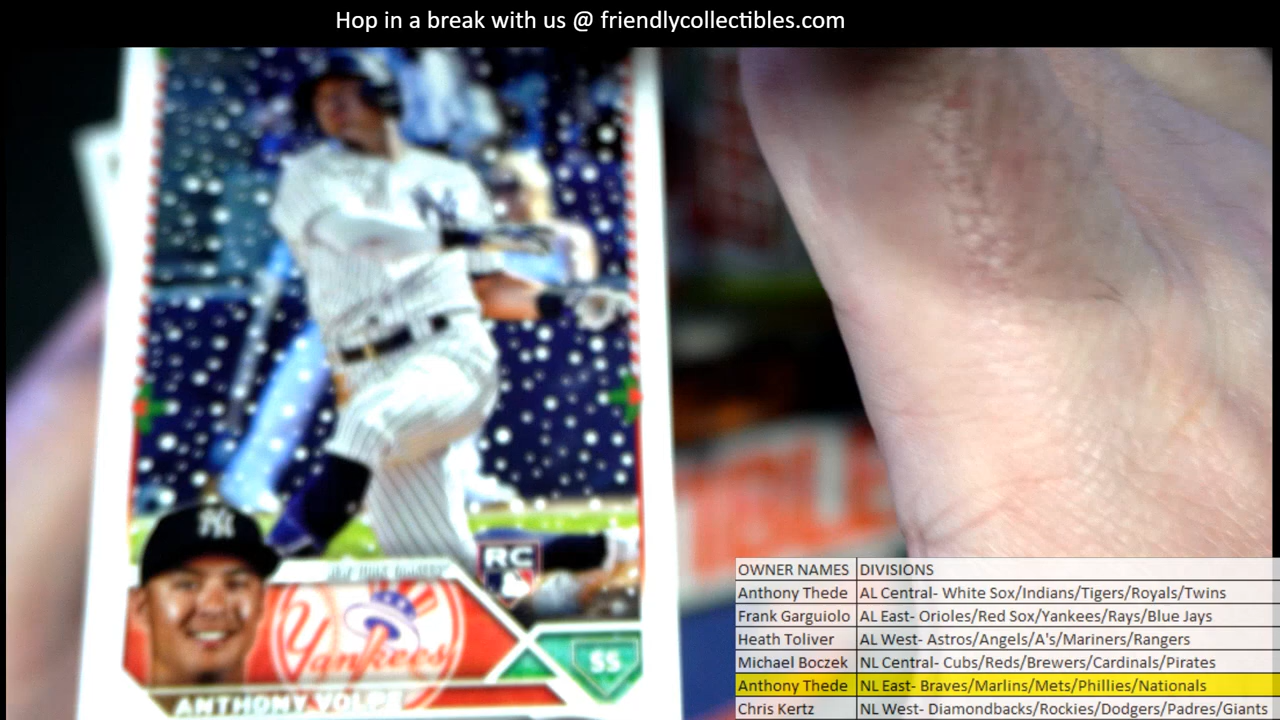 Hop in a break with us @ friendlycollectibles.com
NY
RC
Yankees
SS
ANTHONY VOLPE
OWNER NAMES DIVISIONS
Anthony Thede AL Central- White Sox/Indians/Tigers/Royals/Twins
Frank Garguiolo AL East- Orioles/Red Sox/Yankees/Rays/Blue Jays
Heath Toliver AL West- Astros/Angels/A's/Mariners/Rangers
Michael Boczek NL Central- Cubs/Reds/Brewers/Cardinals/Pirates
Anthony Thede NL East- Braves/Marlins/Mets/Phillies/Nationals
Chris Kertz NL West- Diamondbacks/Rockies/Dodgers/Padres/Giants